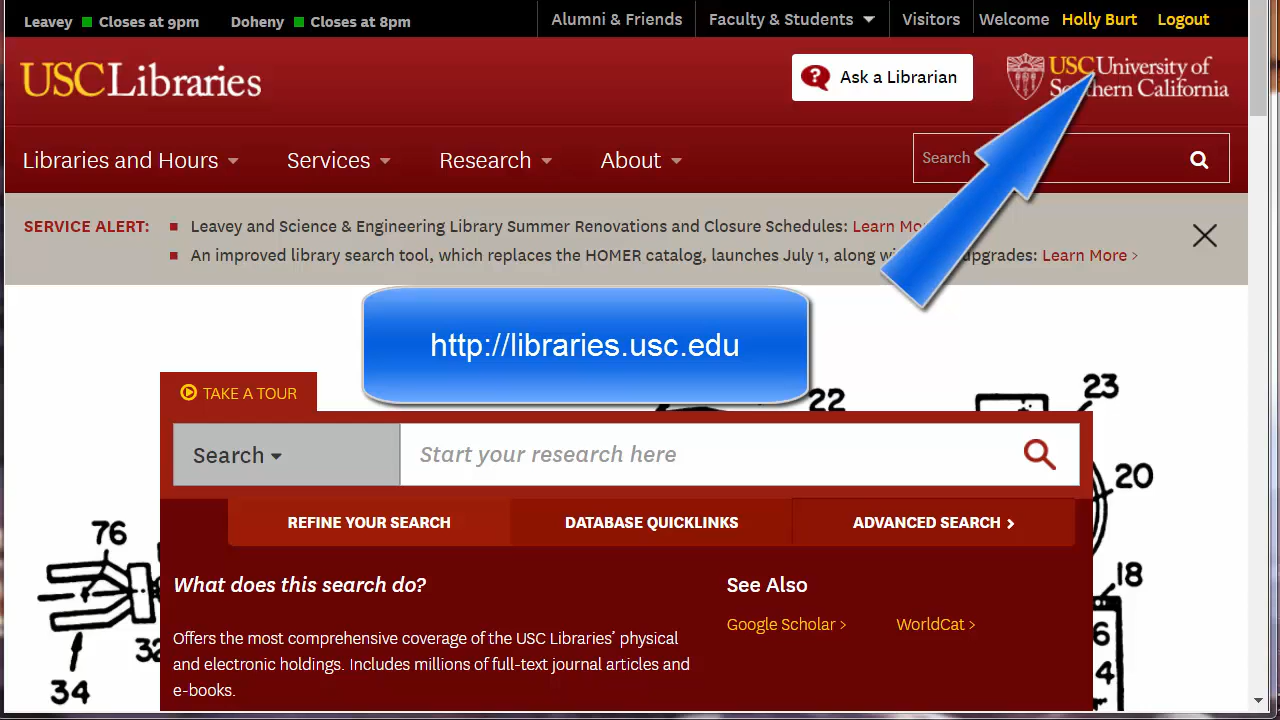 Leavey Closes at 9pm Doheny Closes at 8pm Alumni & Friends Faculty & Students Visitors Welcome Holly Burt Logout
USCLibraries
Ask a Librarian
USC University of
Southern California
Libraries and Hours Services Research About Search
SERVICE ALERT: Leavey and Science & Engineering Library Summer Renovations and Closure Schedules: Learn
An improved library search tool, which replaces the HOMER catalog, launches July 1, along upgrades: Learn More >
http://libraries.usc.edu
TAKE A TOUR
22
23
Search Start your research here
20
REFINE YOUR SEARCH DATABASE QUICKLINKS ADVANCED SEARCH >
76
18
What does this search do? See Also
Offers the most comprehensive coverage of the USC Libraries' physical
and electronic holdings. Includes millions of full-text journal articles and
e-books.
Google Scholar > WorldCat >
6
4
34